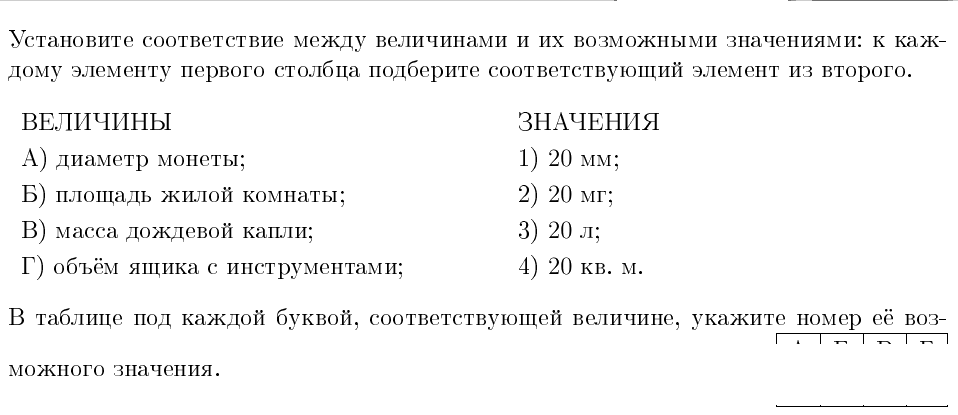 Установите соответствие между величинами и их возможными значениями: к каж-
дому элементу первого столбца подберите соответствующий элемент из второго.
ВЕЛИЧИНЫ
А) диаметр монеты;
Б) площадь жилой комнаты;
В) масса дождевой капли;
Г) объём ящика с инструментами;
ЗНАЧЕНИЯ
1) 20 мм;
2) 20 мг;
3) 20 л;
4) 20 кв. м.
В таблице под каждой буквой, соответствующей величине, укажите номер её воз-
можного значения.